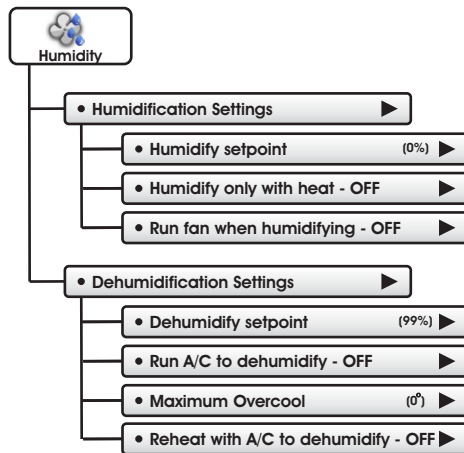 Humidity
• Humidification Settings
• Humidify setpoint (0%)
• Humidify only with heat - OFF
• Run fan when humidifying - OFF
• Dehumidification Settings
• Dehumidify setpoint (99%)
• Run A/C to dehumidify - OFF
• Maximum Overcool (0°)
• Reheat with A/C to dehumidify - OFF